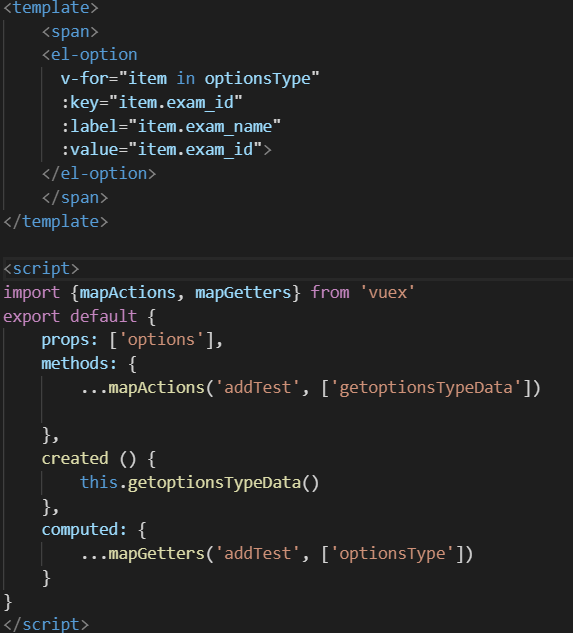 <template>
    <span>
    <el-option
      v-for="item in optionsType"
      :key="item.exam_id"
      :label="item.exam_name"
      :value="item.exam_id">
    </el-option>
    </span>
</template>

<script>
import {mapActions, mapGetters} from 'vuex'
export default {
    props: ['options'],
    methods: {
        ...mapActions('addTest', ['getoptionsTypeData'])

    },
    created () {
        this.getoptionsTypeData()
    },
    computed: {
        ...mapGetters('addTest', ['optionsType'])
    }
}
</script>